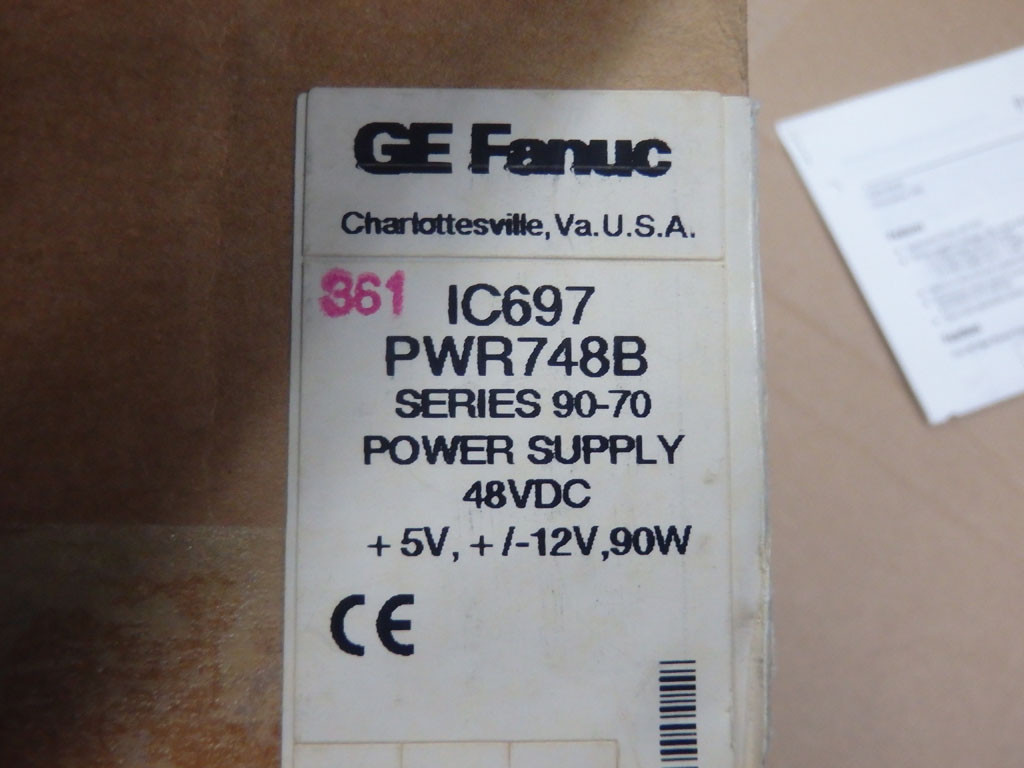 GE Fanuc
Charlottesville, Va. U.S.A.
361 IC697
PWR748B
SERIES 90-70
POWER SUPPLY
48VDC
+ 5V, + /-12V,90W
CE